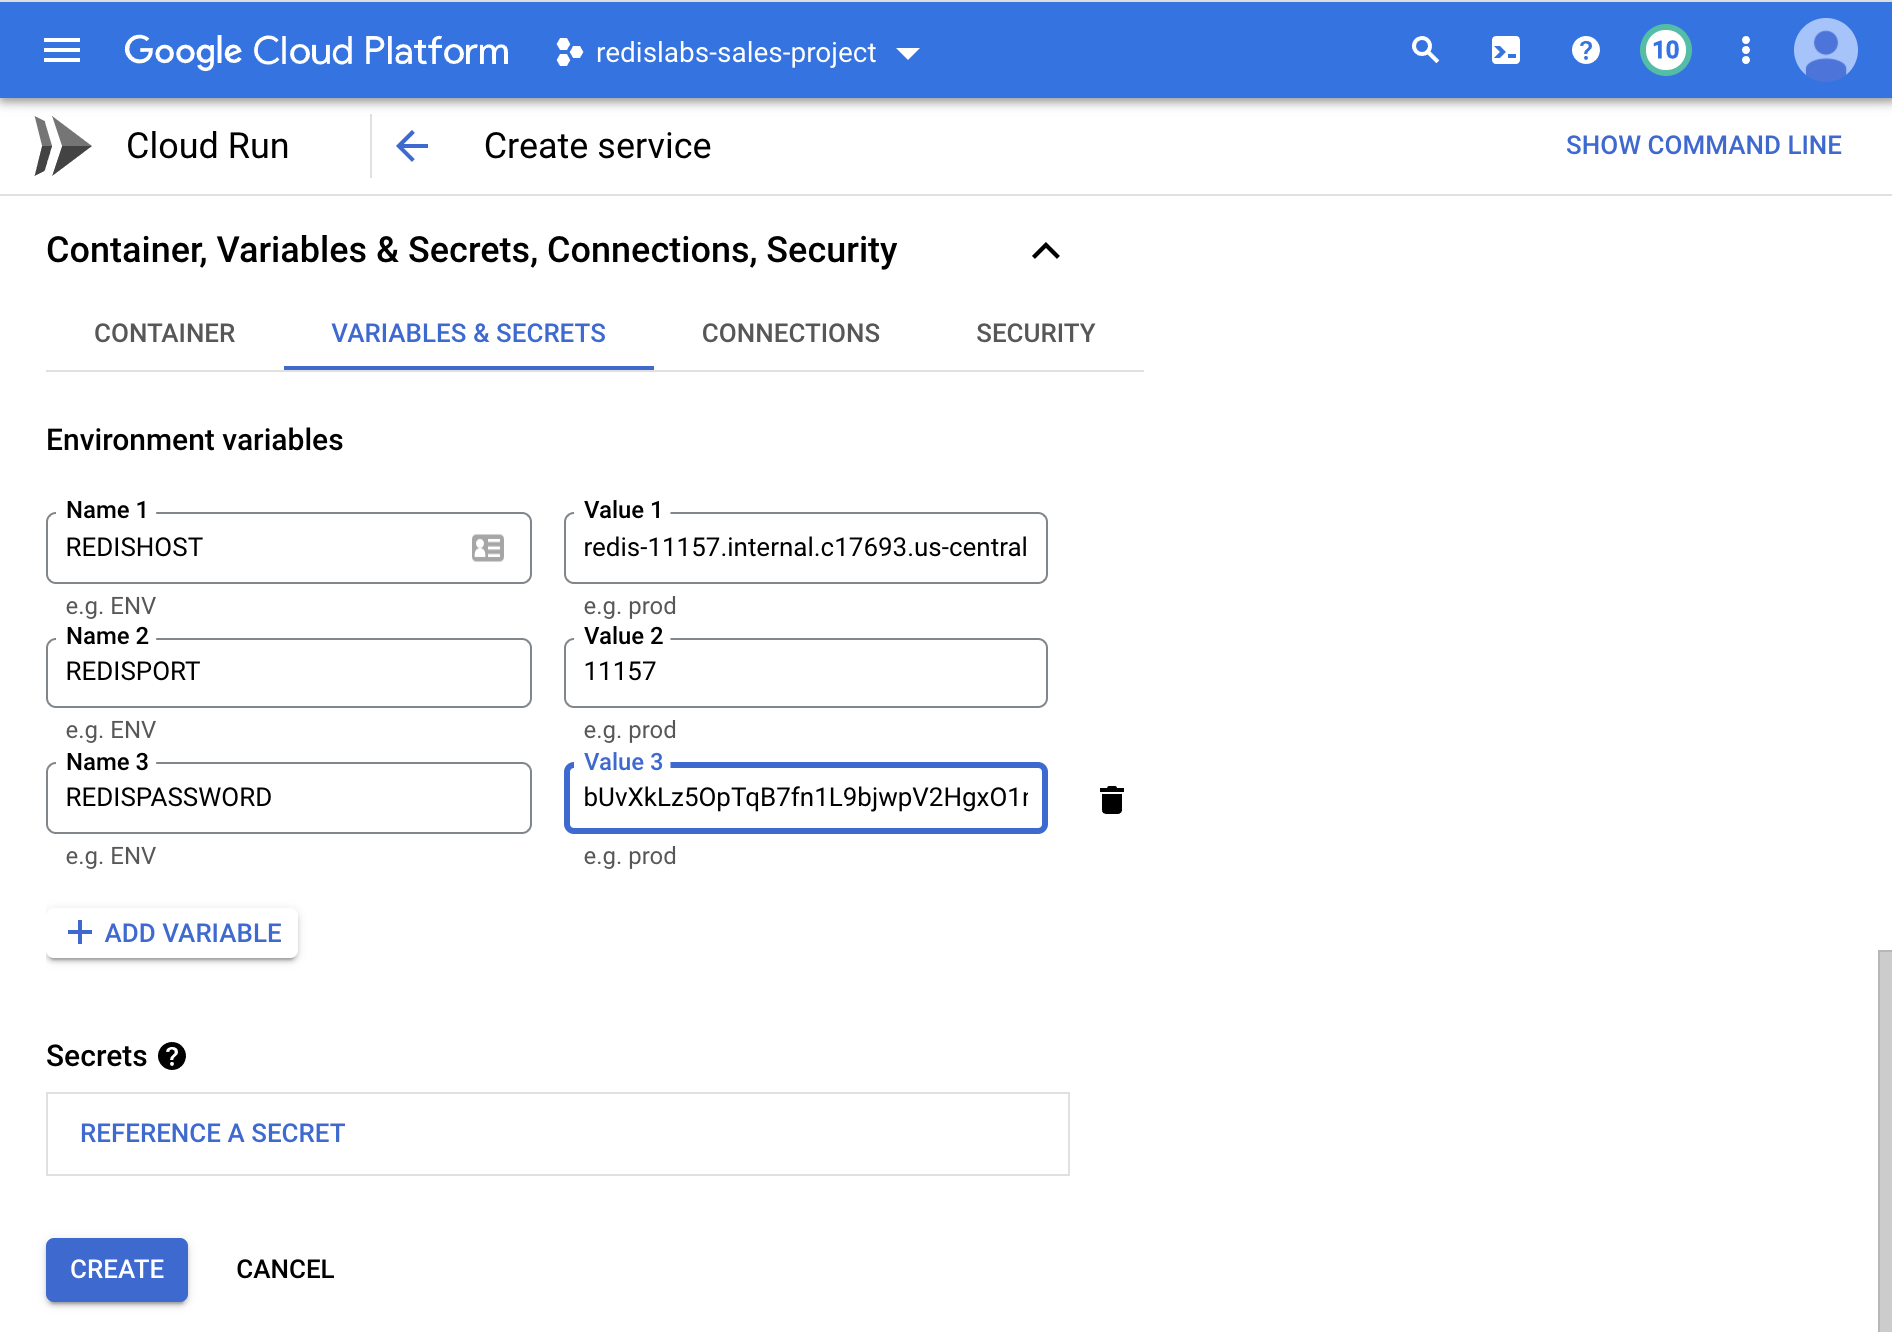 Google Cloud Platform redislabs-sales-project 10
Cloud Run Create service SHOW COMMAND LINE
Container, Variables & Secrets, Connections, Security
CONTAINER VARIABLES & SECRETS CONNECTIONS SECURITY
Environment variables
Name 1 Value 1
REDISHOST redis-11157.internal.c17693.us-central
e.g. ENV e.g. prod
Name 2 Value 2
REDISPORT 11157
e.g. ENV e.g. prod
Name 3 Value 3
REDISPASSWORD
e.g. ENV e.g. prod
+ ADD VARIABLE
Secrets ?
REFERENCE A SECRET
CREATE CANCEL